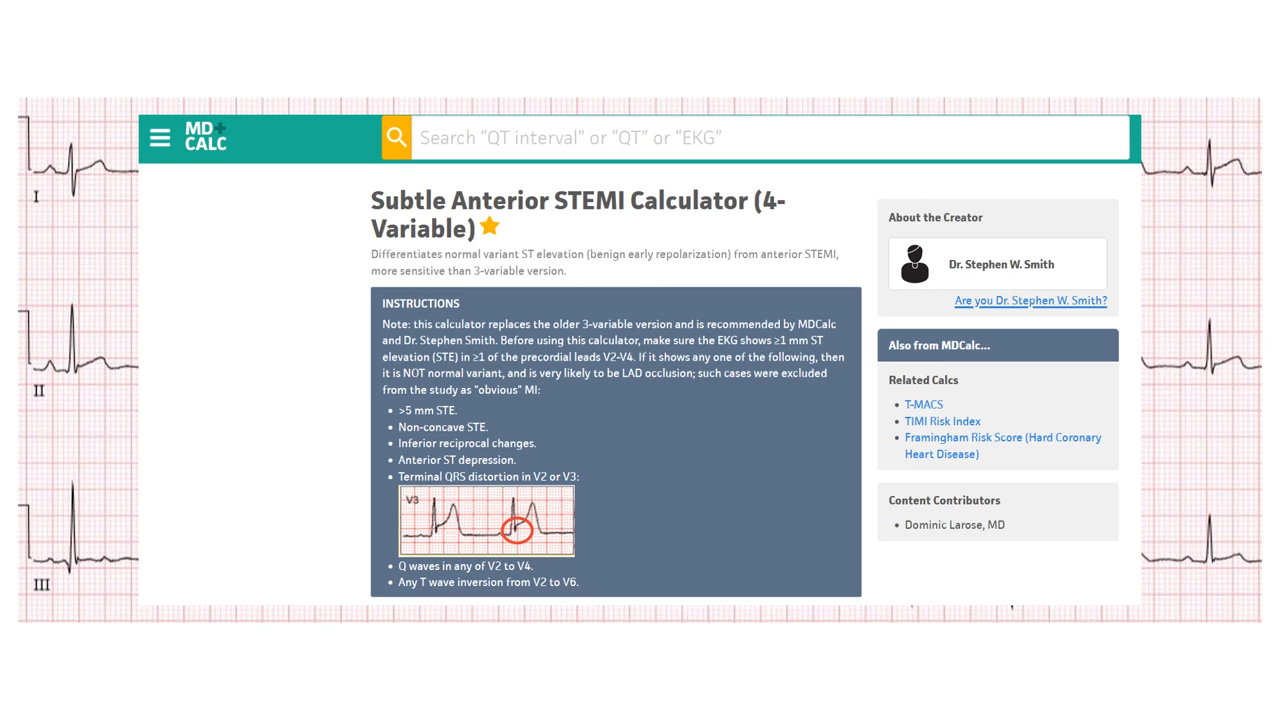 MD+
CALC
Search “QT interval” or “QT” or “EKG”
I
II
III
Subtle Anterior STEMI Calculator (4-
Variable)
Differentiates normal variant ST elevation (benign early repolarization) from anterior STEMI,
more sensitive than 3-variable version.
INSTRUCTIONS
Note: this calculator replaces the older 3-variable version and is recommended by MDCalc
and Dr. Stephen Smith. Before using this calculator, make sure the EKG shows ≥1 mm ST
elevation (STE) in ≥1 of the precordial leads V2-V4. If it shows any one of the following, then
it is NOT normal variant, and is very likely to be LAD occlusion; such cases were excluded
from the study as "obvious" MI:
• >5 mm STE.
• Non-concave STE.
• Inferior reciprocal changes.
• Anterior ST depression.
• Terminal QRS distortion in V2 or V3:
V3
• Q waves in any of V2 to V4.
• Any T wave inversion from V2 to V6.
About the Creator
Dr. Stephen W. Smith
Are you Dr. Stephen W. Smith?
Also from MDCalc...
Related Calcs
• T-MACS
• TIMI Risk Index
• Framingham Risk Score (Hard Coronary
Heart Disease)
Content Contributors
• Dominic Larose, MD